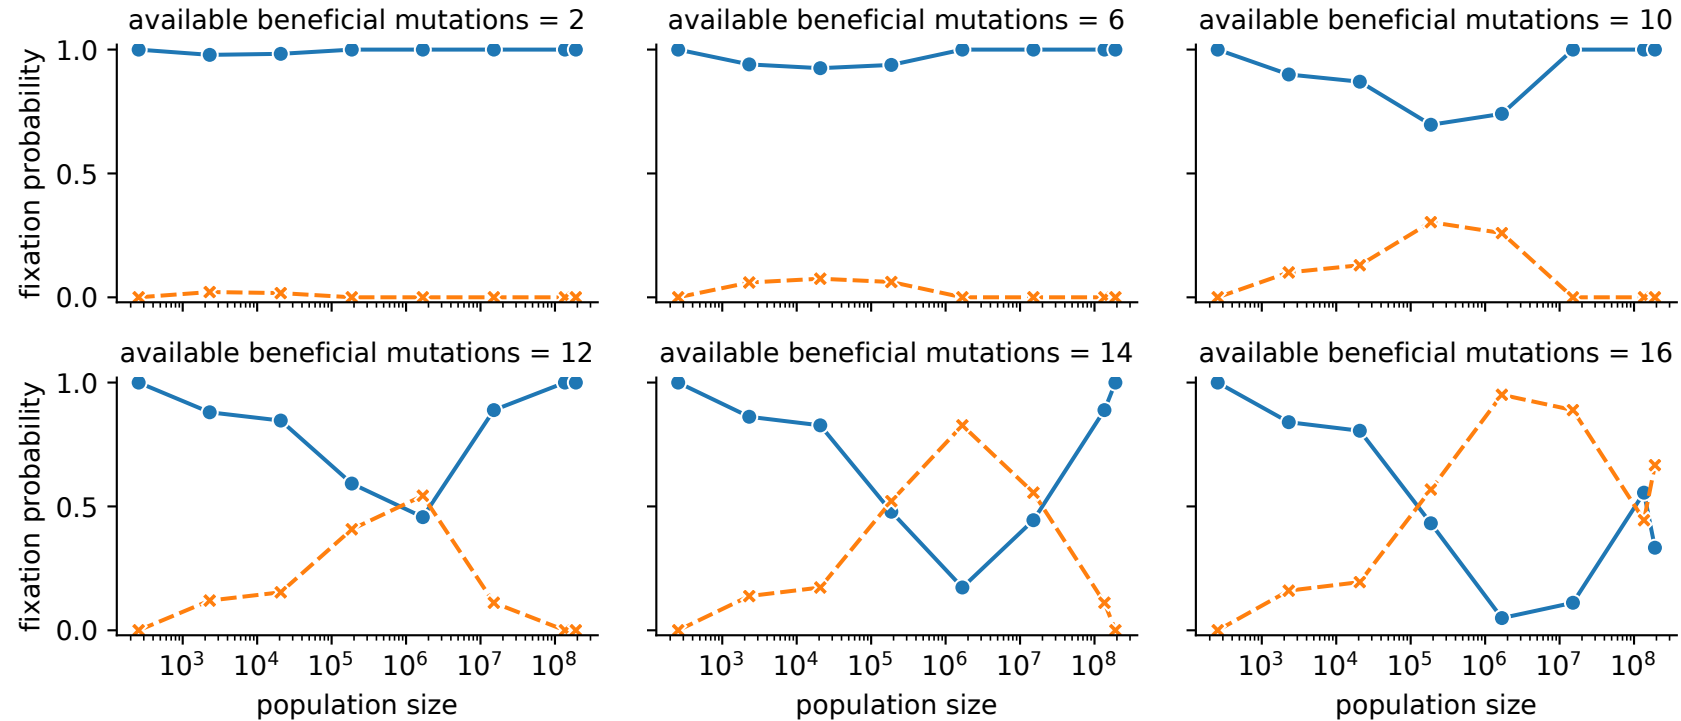 available beneficial mutations = 2
available beneficial mutations = 6
available beneficial mutations = 10
fixation probability
1.0
0.5
0.0
available beneficial mutations = 12
available beneficial mutations = 14
available beneficial mutations = 16
fixation probability
1.0
0.5
0.0
10³ 10⁴ 10⁵ 10⁶ 10⁷ 10⁸
10³ 10⁴ 10⁵ 10⁶ 10⁷ 10⁸
10³ 10⁴ 10⁵ 10⁶ 10⁷ 10⁸
population size
population size
population size